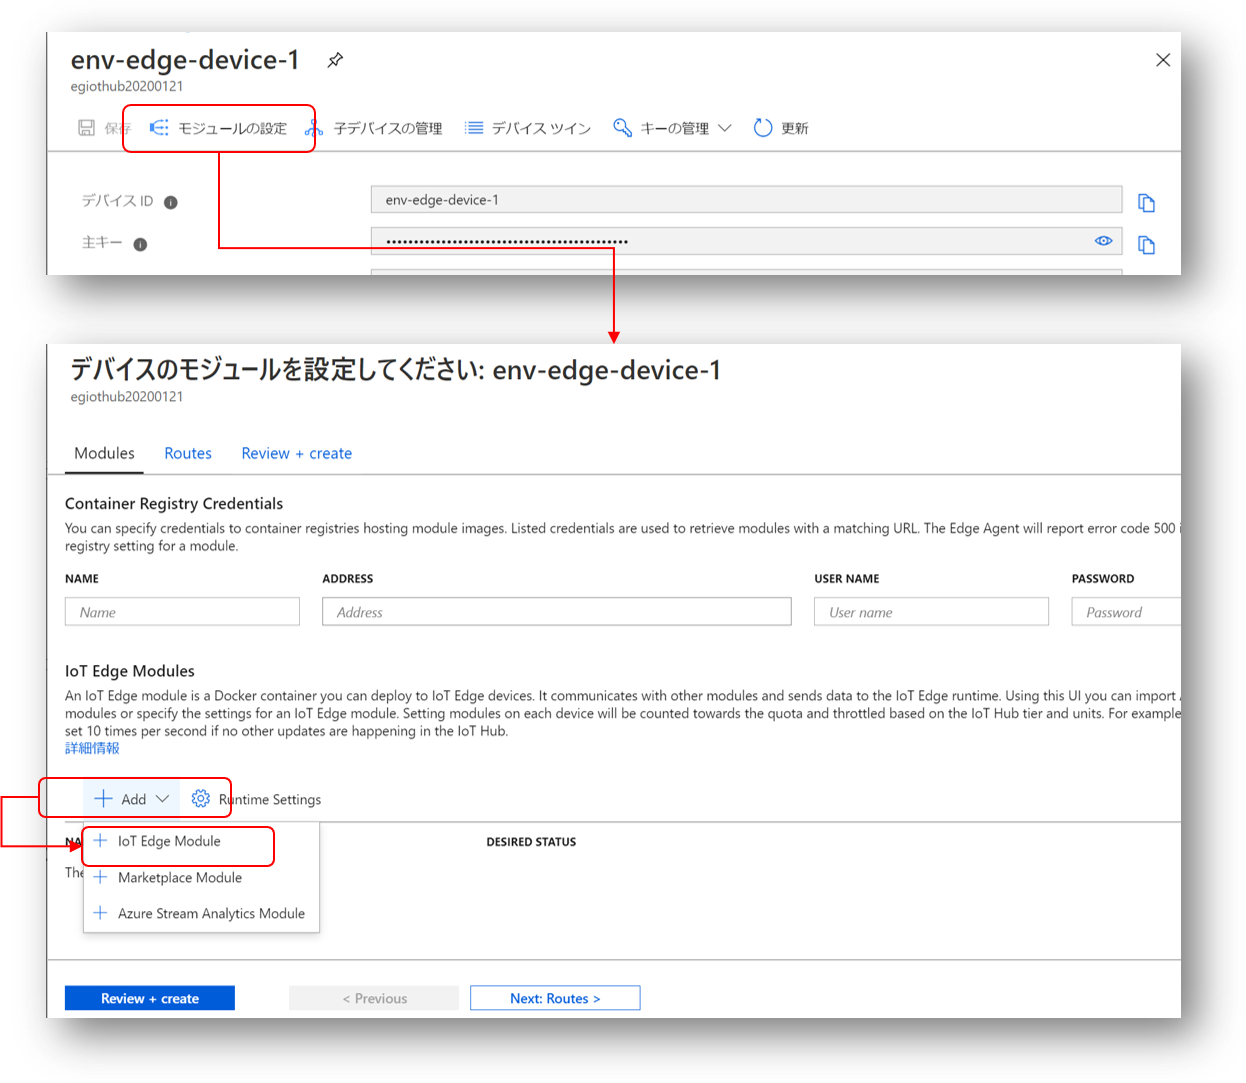 env-edge-device-1
egiothub20200121
保存 モジュールの設定 子デバイスの管理 デバイス ツイン キーの管理 更新
デバイス ID env-edge-device-1
主キー ••••••••••••••••••••••••••••••••••••••••••••
デバイスのモジュールを設定してください: env-edge-device-1
egiothub20200121
Modules Routes Review + create
Container Registry Credentials
You can specify credentials to container registries hosting module images. Listed credentials are used to retrieve modules with a matching URL. The Edge Agent will report error code 500 i
registry setting for a module.
NAME ADDRESS USER NAME PASSWORD
Name Address User name Password
IoT Edge Modules
An IoT Edge module is a Docker container you can deploy to IoT Edge devices. It communicates with other modules and sends data to the IoT Edge runtime. Using this UI you can import
modules or specify the settings for an IoT Edge module. Setting modules on each device will be counted towards the quota and throttled based on the IoT Hub tier and units. For example
set 10 times per second if no other updates are happening in the IoT Hub.
詳細情報
Add Runtime Settings
NA DESIRED STATUS
IoT Edge Module
The
Marketplace Module
Azure Stream Analytics Module
Review + create < Previous Next: Routes >